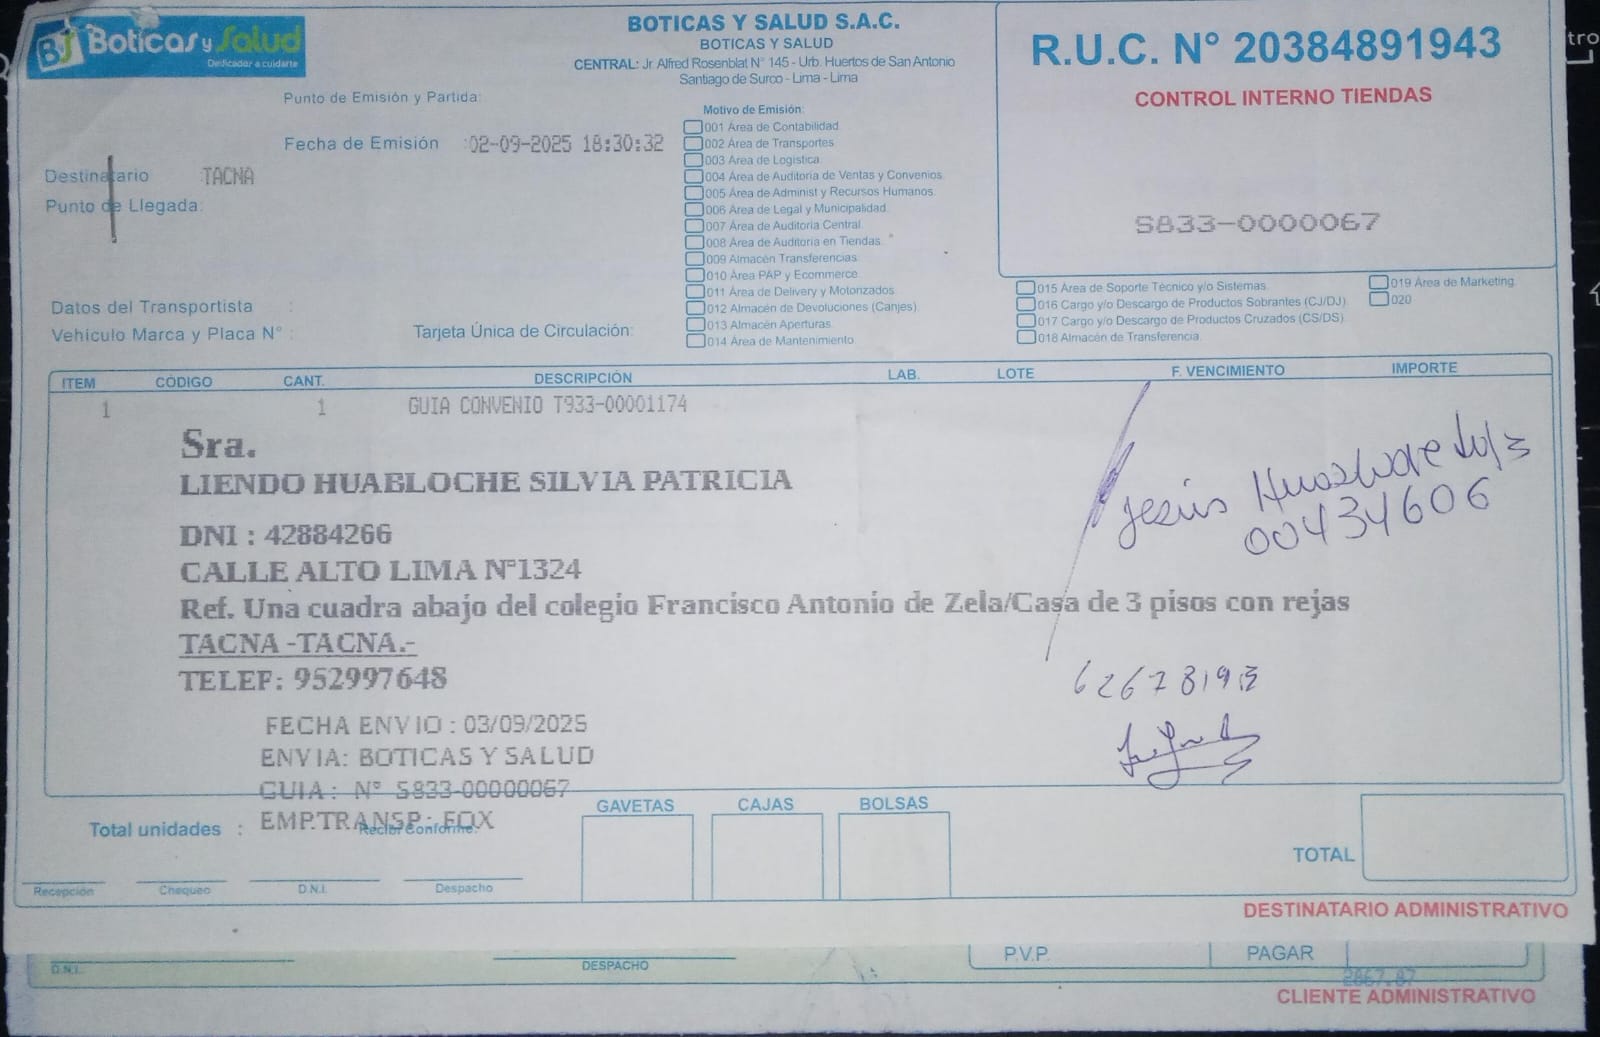 BS Boticas y Salud
Dedicados a cuidarte
BOTICAS Y SALUD S.A.C.
BOTICAS Y SALUD
CENTRAL: Jr. Alfred Rosenblat N° 145 - Urb. Huertos de San Antonio
Santiago de Surco - Lima - Lima
R.U.C. N° 20384891943
CONTROL INTERNO TIENDAS
S833-0000067
Punto de Emisión y Partida:
Fecha de Emisión :02-09-2025 18:30:32
Destinatario :TACNA
Punto de Llegada:
Datos del Transportista :
Vehículo Marca y Placa N° :
Tarjeta Única de Circulación:
Motivo de Emisión:
001 Área de Contabilidad
002 Área de Transportes
003 Área de Logística
004 Área de Auditoria de Ventas y Convenios
005 Área de Administ y Recursos Humanos
006 Área de Legal y Municipalidad
007 Área de Auditoria Central
008 Área de Auditoria en Tiendas
009 Almacén Transferencias
010 Área PAP y Ecommerce
011 Área de Delivery y Motorizados
012 Almacén de Devoluciones (Canjes)
013 Almacén Aperturas
014 Área de Mantenimiento
015 Área de Soporte Técnico y/o Sistemas
016 Cargo y/o Descargo de Productos Sobrantes (CJ/DJ)
017 Cargo y/o Descargo de Productos Cruzados (CS/DS)
018 Almacén de Transferencia
019 Área de Marketing
020
ITEM CÓDIGO CANT. DESCRIPCIÓN LAB. LOTE F. VENCIMIENTO IMPORTE
1 1 GUIA CONVENIO T933-00001174
Sra.
LIENDO HUABLOCHE SILVIA PATRICIA
DNI : 42884266
CALLE ALTO LIMA N°1324
Ref. Una cuadra abajo del colegio Francisco Antonio de Zela/Casa de 3 pisos con rejas
TACNA -TACNA.-
TELEF: 952997648
Jesús
00434606
FECHA ENVIO : 03/09/2025
ENVIA: BOTICAS Y SALUD
GUIA : N° S833-00000067
EMP.TRANSP.: FOX
Total unidades :
Recibí Conforme:
GAVETAS CAJAS BOLSAS
TOTAL
Recepción Chequeo D.N.I. Despacho
DESTINATARIO ADMINISTRATIVO
D.N.I. DESPACHO P.V.P. PAGAR
2867.87
CLIENTE ADMINISTRATIVO